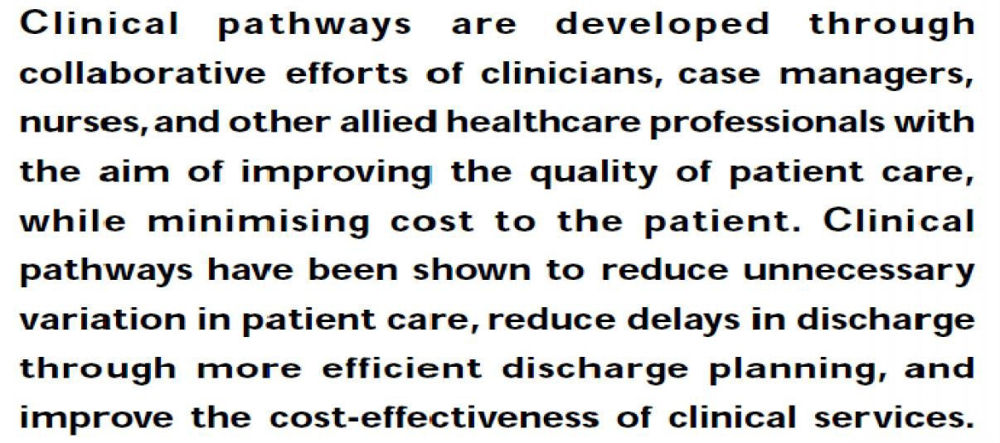 Clinical pathways are developed through
collaborative efforts of clinicians, case managers,
nurses, and other allied healthcare professionals with
the aim of improving the quality of patient care,
while minimising cost to the patient. Clinical
pathways have been shown to reduce unnecessary
variation in patient care, reduce delays in discharge
through more efficient discharge planning, and
improve the cost-effectiveness of clinical services.